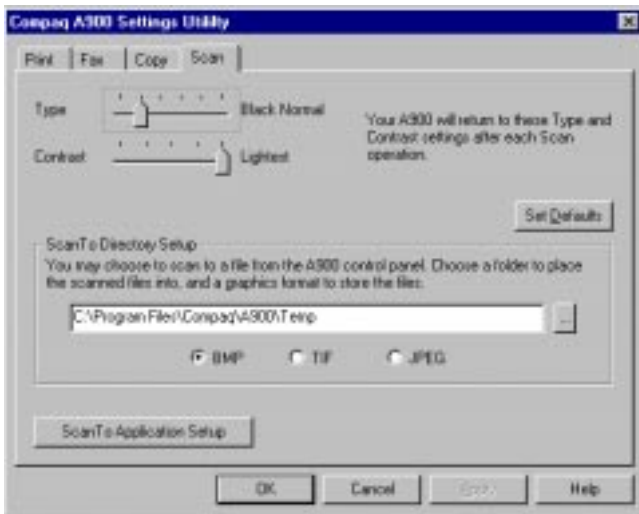 Compaq A900 Settings Utility
Print Fax Copy Scan
Type Black Normal
Your A900 will return to these Type and
Contrast settings after each Scan
operation.
Contrast Lightest
Set Defaults
ScanTo Directory Setup
You may choose to scan to a file from the A900 control panel. Choose a folder to place
the scanned files into, and a graphics format to store the files:
C:\Program Files\Compaq\A900\Temp
...
BMP TIF JPEG
ScanTo Application Setup
OK Cancel Apply Help